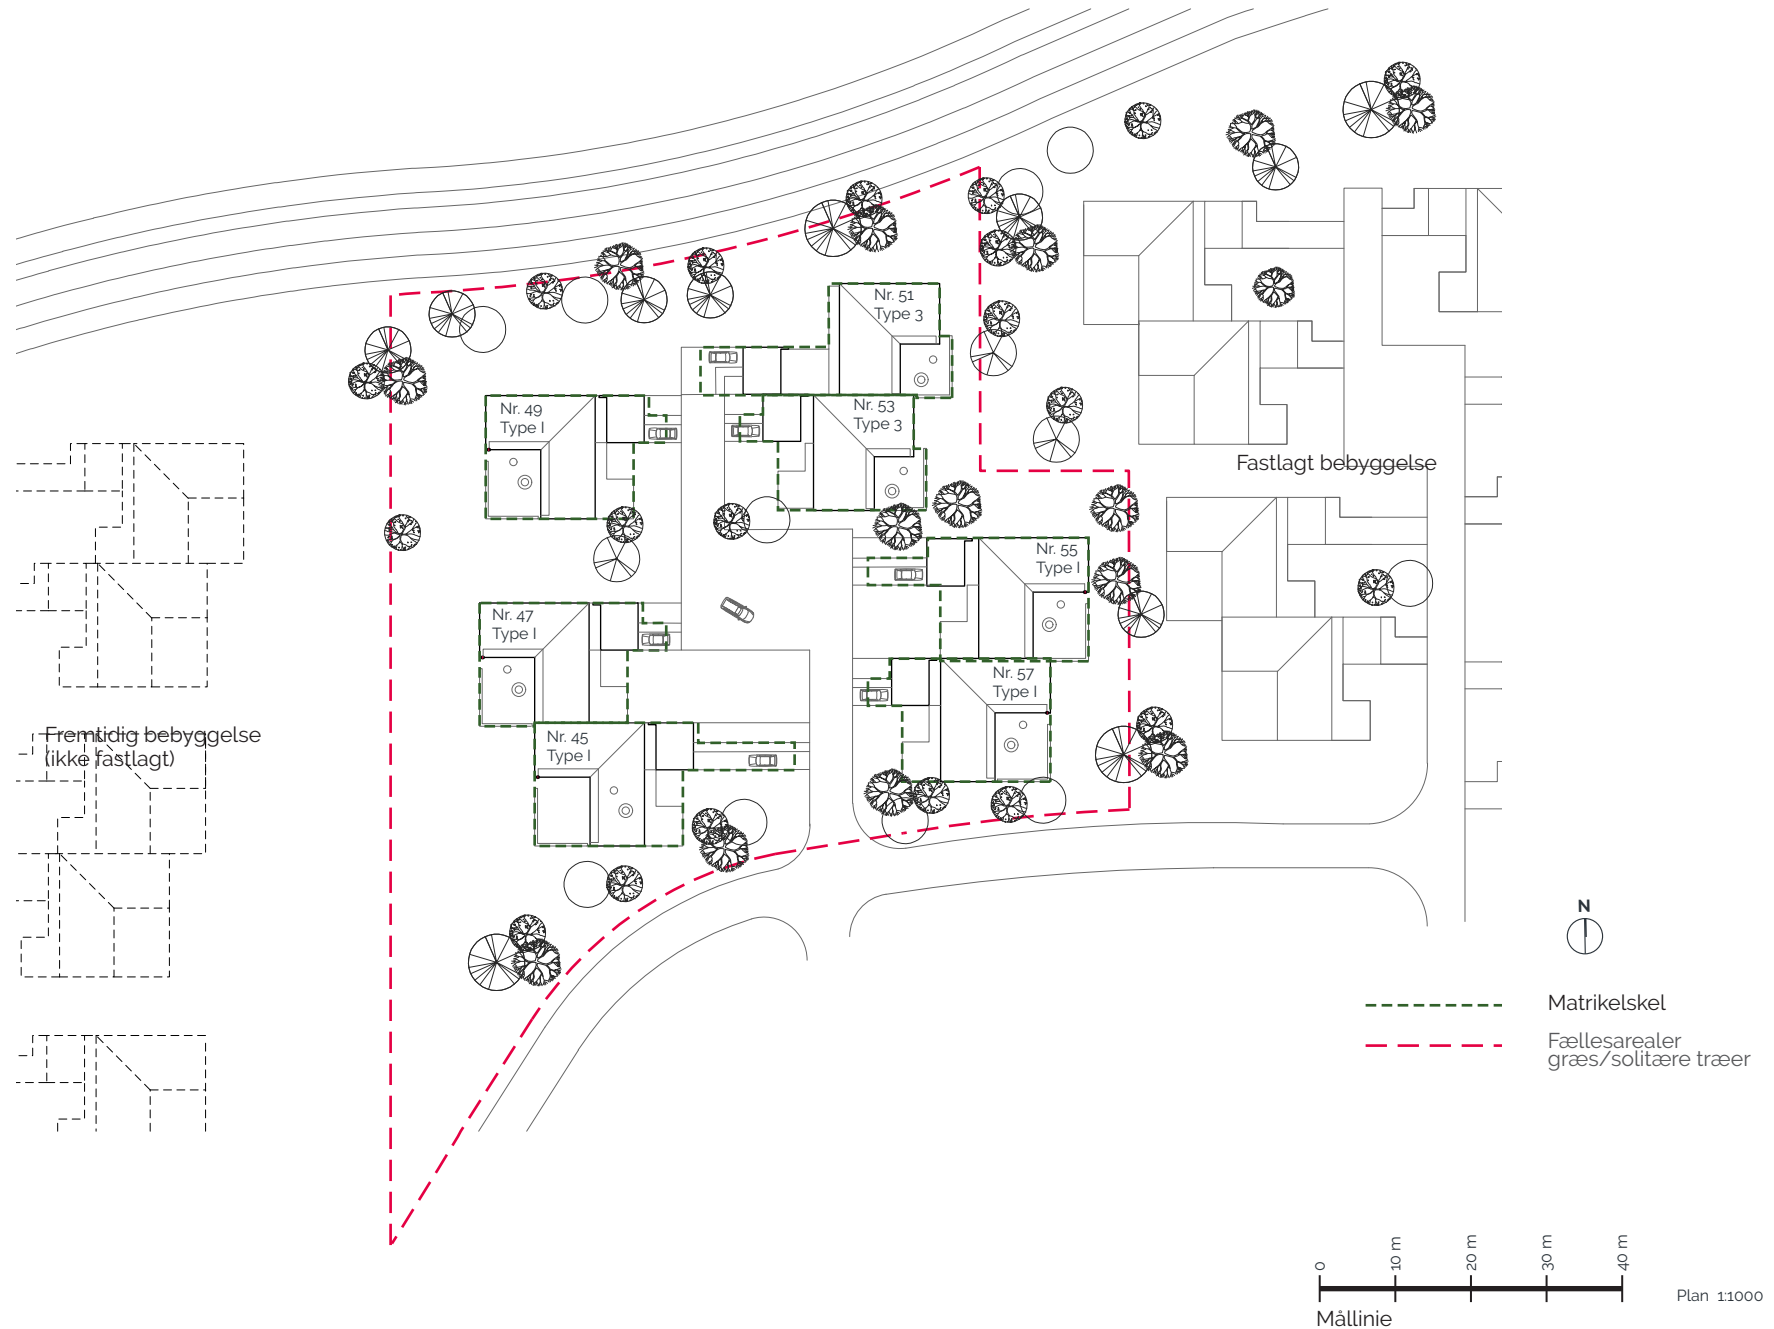 Nr. 51
Type 3
Nr. 49
Type I
Nr. 53
Type 3
Fastlagt bebyggelse
Nr. 55
Type I
Nr. 47
Type I
Nr. 57
Type I
Fremtidig bebyggelse
(ikke fastlagt)
Nr. 45
Type I
N
Matrikelskel
Fællesarealer
græs/solitære træer
0
10 m
20 m
30 m
40 m
Plan 1:1000
Mållinie